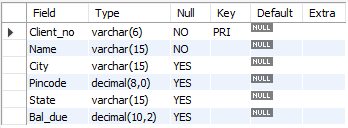 Field Type Null Key Default Extra
Client_no varchar(6) NO PRI NULL
Name varchar(15) NO NULL
City varchar(15) YES NULL
Pincode decimal(8,0) YES NULL
State varchar(15) YES NULL
Bal_due decimal(10,2) YES NULL